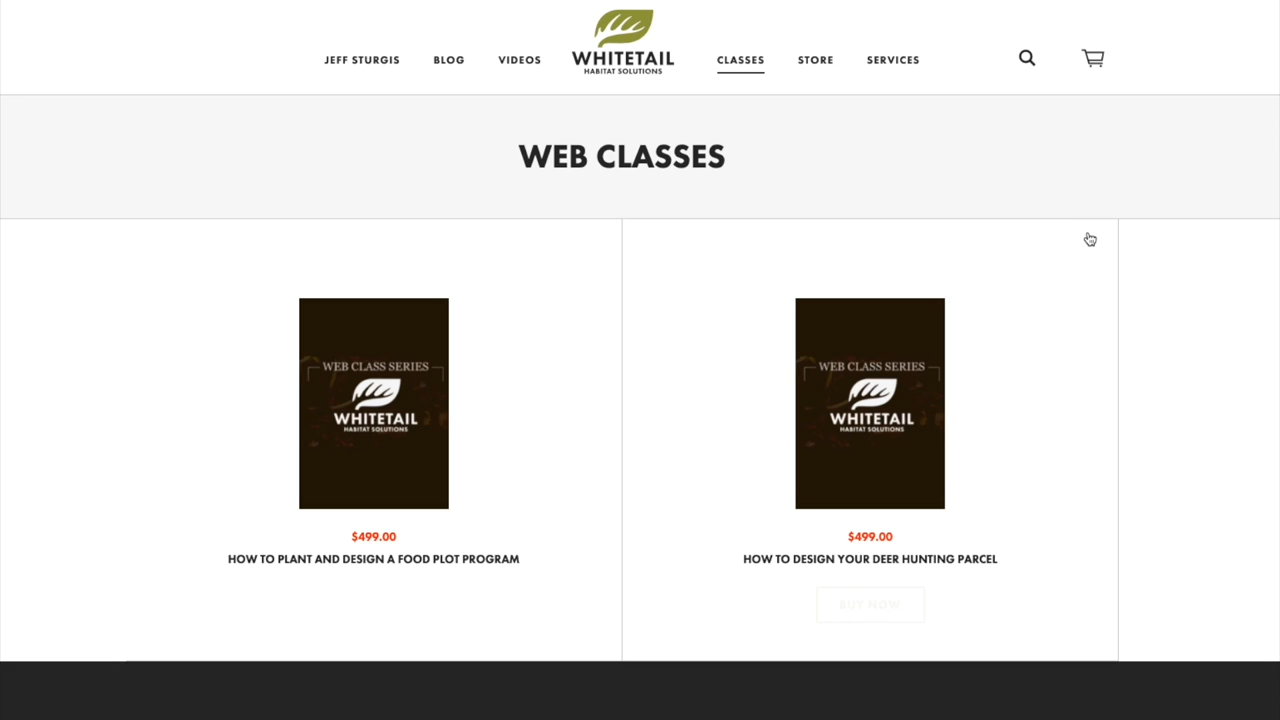 JEFF STURGIS BLOG VIDEOS WHITETAIL HABITAT SOLUTIONS CLASSES STORE SERVICES
WEB CLASSES
WEB CLASS SERIES
WHITETAIL
HABITAT SOLUTIONS
$499.00
HOW TO PLANT AND DESIGN A FOOD PLOT PROGRAM
WEB CLASS SERIES
WHITETAIL
HABITAT SOLUTIONS
$499.00
HOW TO DESIGN YOUR DEER HUNTING PARCEL
BUY NOW